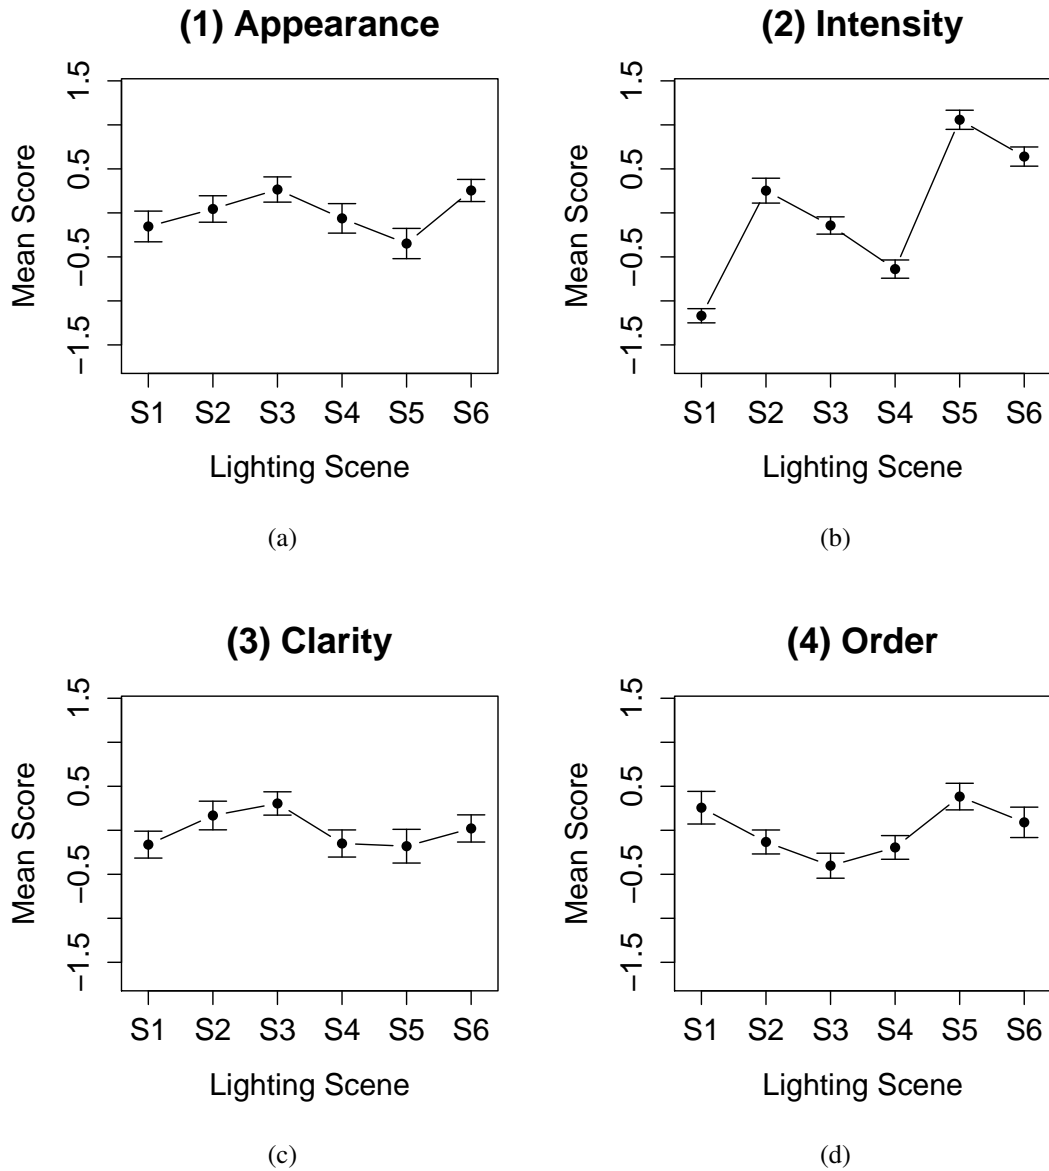 (1) Appearance
Mean Score
1.5
0.5
−0.5
−1.5
S1 S2 S3 S4 S5 S6
Lighting Scene
(a)
(2) Intensity
Mean Score
1.5
0.5
−0.5
−1.5
S1 S2 S3 S4 S5 S6
Lighting Scene
(b)
(3) Clarity
Mean Score
1.5
0.5
−0.5
−1.5
S1 S2 S3 S4 S5 S6
Lighting Scene
(c)
(4) Order
Mean Score
1.5
0.5
−0.5
−1.5
S1 S2 S3 S4 S5 S6
Lighting Scene
(d)